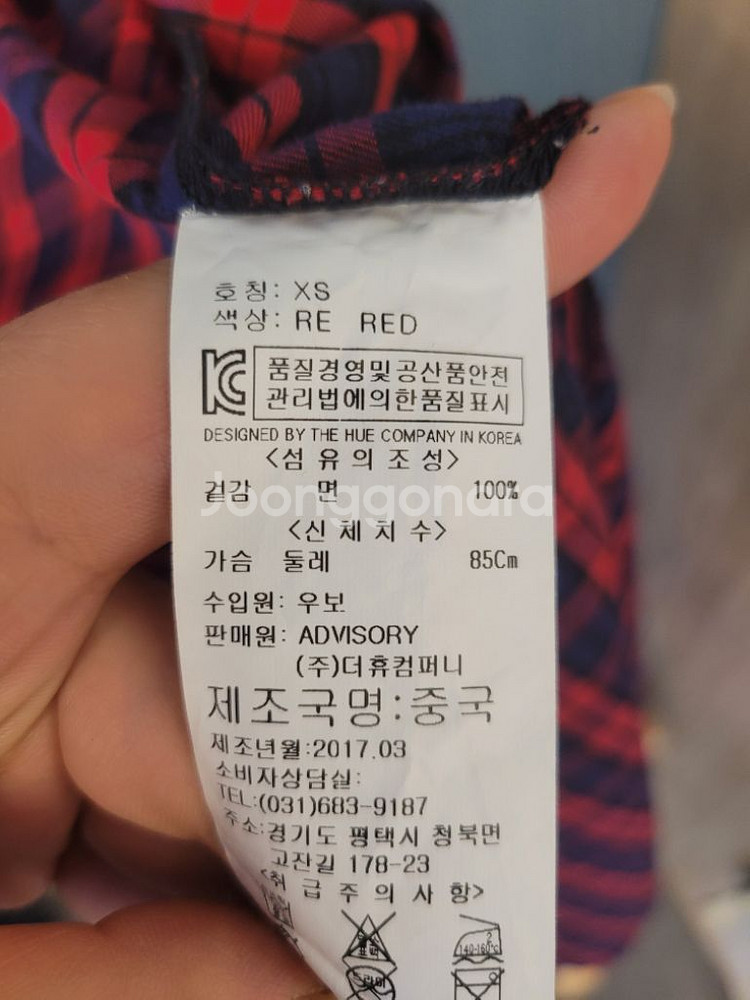 호칭: XS
색상: RE RED
품질경영및공산품안전
관리법에의한품질표시
DESIGNED BY THE HUE COMPANY IN KOREA
<섬유의조성>
겉감 면 100%
Joonggonara
<신체치수>
가슴 둘레 85Cm
수입원: 우보
판매원: ADVISORY
(주)더휴컴퍼니
제조국명:중국
제조년월:2017.03
소비자상담실:
TEL:(031)683-9187
주소:경기도 평택시 청북면
고잔길 178-23
<취급주의사항>
표백
2
140-160℃